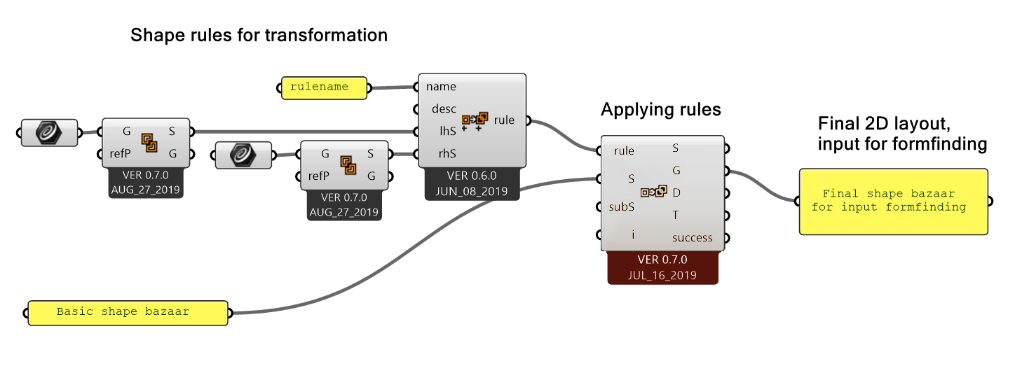 Shape rules for transformation
rulename
name
desc
lhS
rhS
rule
VER 0.6.0
JUN_08_2019
G
refP
S
G
VER 0.7.0
AUG_27_2019
G
refP
S
G
VER 0.7.0
AUG_27_2019
Basic shape bazaar
Applying rules
rule
S
subS
i
S
G
D
T
success
VER 0.7.0
JUL_16_2019
Final 2D layout,
input for formfinding
Final shape bazaar
for input formfinding